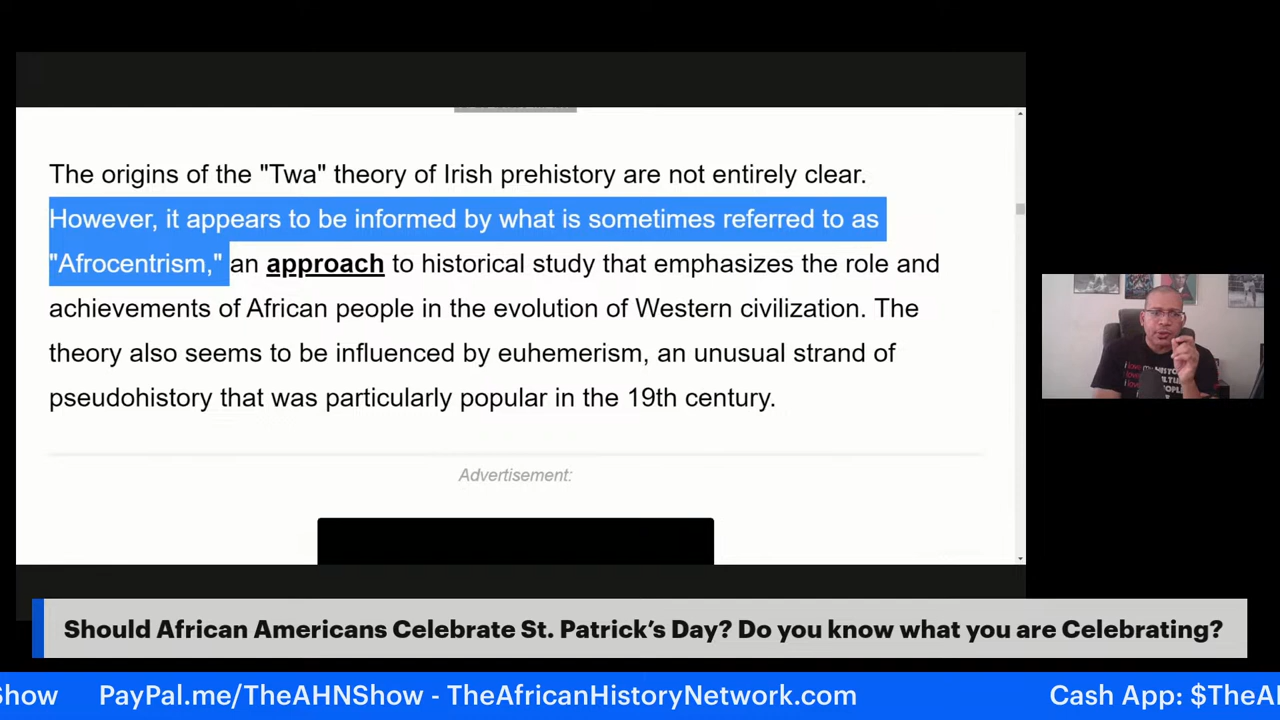 The origins of the "Twa" theory of Irish prehistory are not entirely clear.
However, it appears to be informed by what is sometimes referred to as
"Afrocentrism," an approach to historical study that emphasizes the role and
achievements of African people in the evolution of Western civilization. The
theory also seems to be influenced by euhemerism, an unusual strand of
pseudohistory that was particularly popular in the 19th century.
Advertisement:
Should African Americans Celebrate St. Patrick's Day? Do you know what you are Celebrating?
Show PayPal.me/TheAHNShow - TheAfricanHistoryNetwork.com Cash App: $TheA